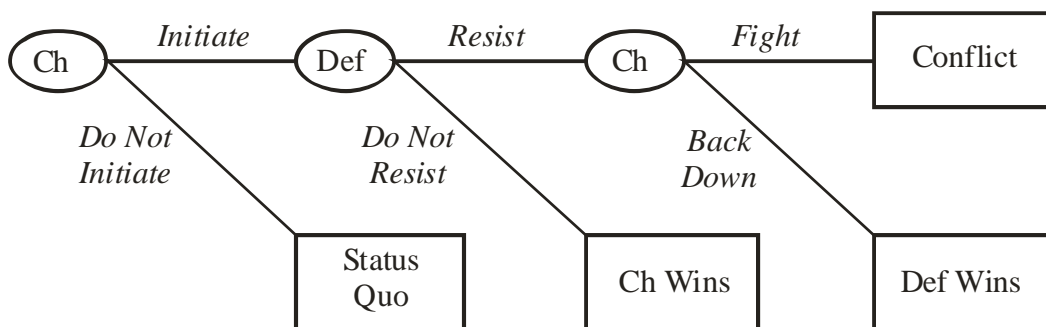 Initiate
Resist
Fight
Ch
Def
Ch
Conflict
Do Not
Initiate
Do Not
Resist
Back
Down
Status
Quo
Ch Wins
Def Wins